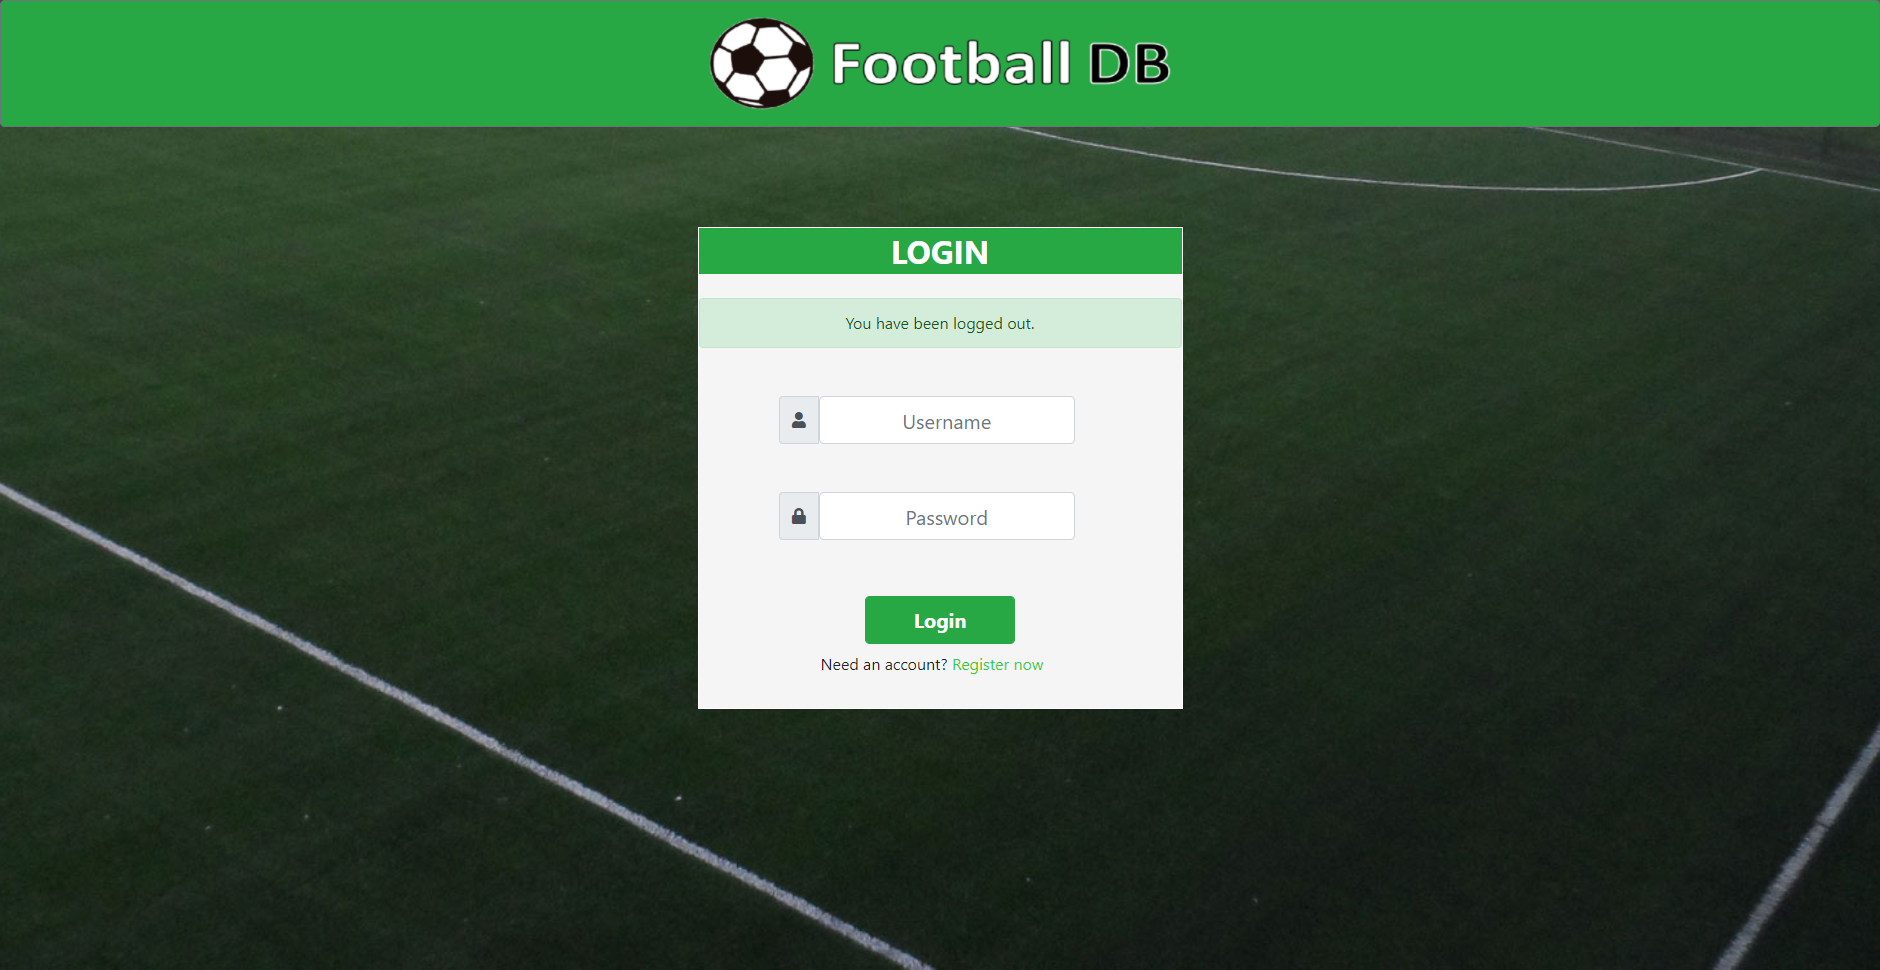 Football DB
LOGIN
You have been logged out.
Username
Password
Login
Need an account? Register now